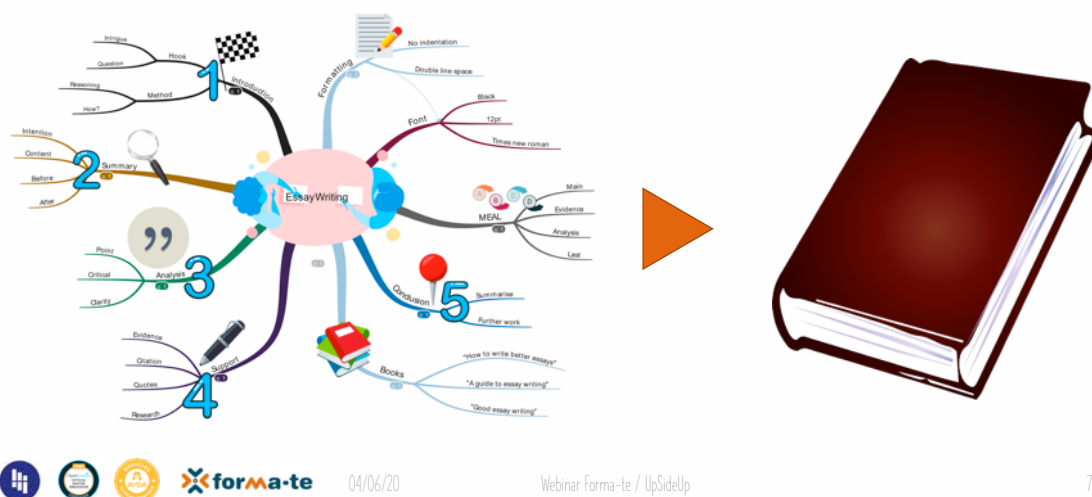 EssayWriting
1
Introduction
Hook
Intrigue
Question
Method
Reasoning
How?
2
Summary
Intention
Content
Before
After
3
Analysis
Point
Critical
Clarity
4
Support
Evidence
Citation
Quotes
Research
Formatting
No indentation
Double line space
Font
Black
12pt
Times new roman
MEAL
A
B
C
D
Main
Evidence
Analysis
Last
5
Conclusion
Summarise
Further work
Books
"How to write better essays"
"A guide to essay writing"
"Good essay writing"
forma-te
04/06/20
Webinar Forma-te / UpSideUp